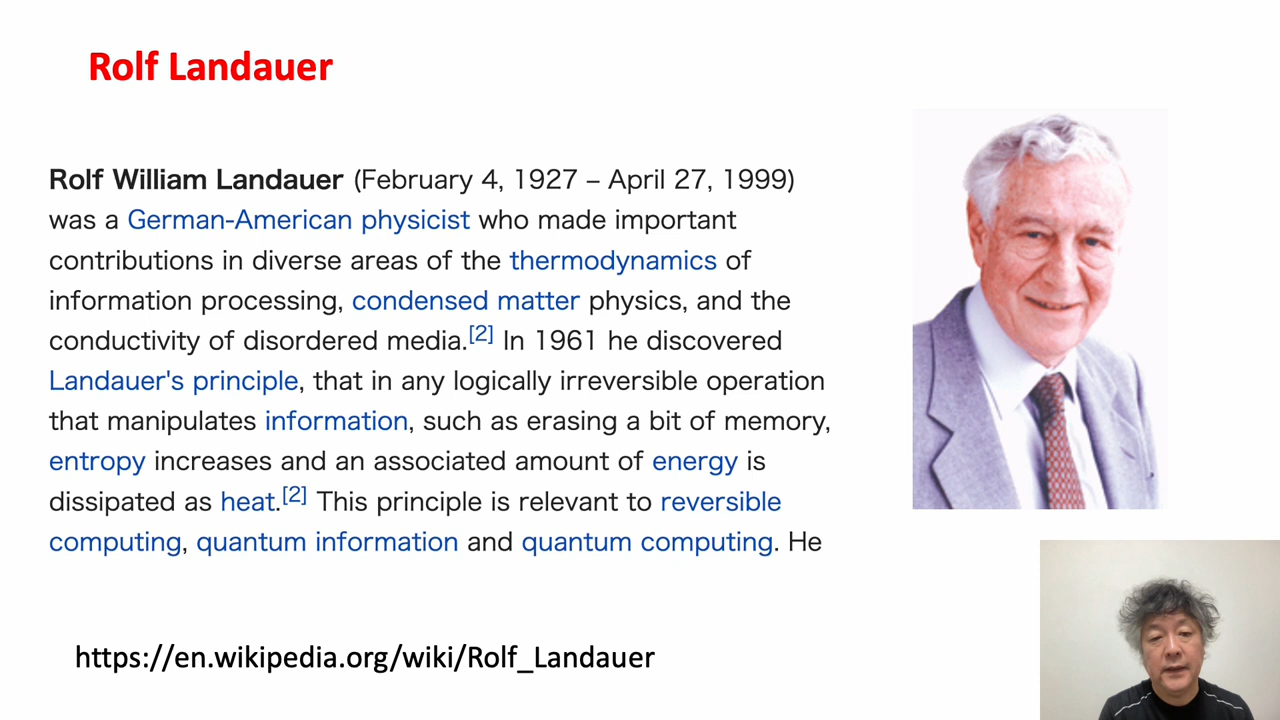 Rolf Landauer
Rolf William Landauer (February 4, 1927 – April 27, 1999)
was a German-American physicist who made important
contributions in diverse areas of the thermodynamics of
information processing, condensed matter physics, and the
conductivity of disordered media.[2] In 1961 he discovered
Landauer's principle, that in any logically irreversible operation
that manipulates information, such as erasing a bit of memory,
entropy increases and an associated amount of energy is
dissipated as heat.[2] This principle is relevant to reversible
computing, quantum information and quantum computing. He
https://en.wikipedia.org/wiki/Rolf_Landauer